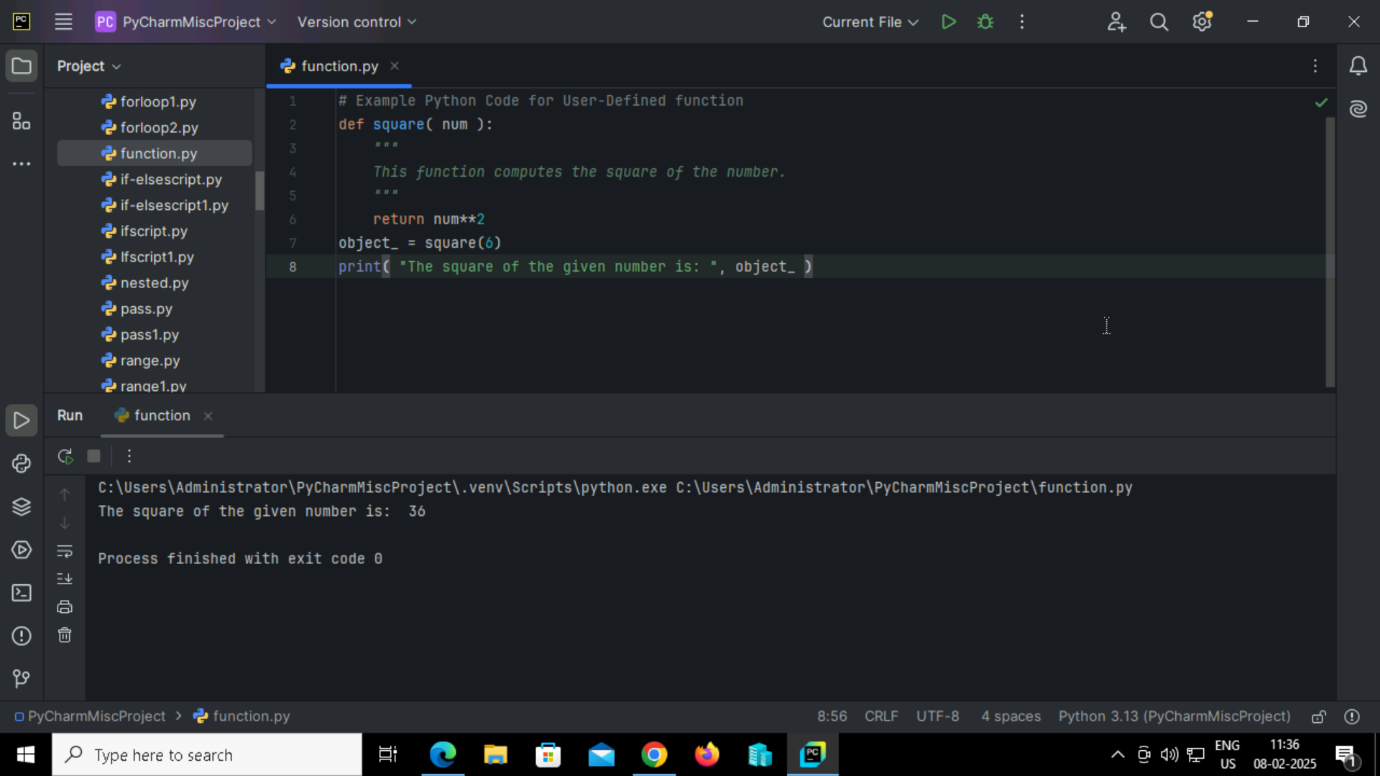 PC
PC PyCharmMiscProject
Version control
Current File
Project
function.py
forloop1.py
forloop2.py
function.py
if-elsescript.py
if-elsescript1.py
ifscript.py
Ifscript1.py
nested.py
pass.py
pass1.py
range.py
range1.py
1 # Example Python Code for User-Defined function
2 def square( num ):
3 """
4 This function computes the square of the number.
5 """
6 return num**2
7 object_ = square(6)
8 print( "The square of the given number is: ", object_ )
Run
function
C:\Users\Administrator\PyCharmMiscProject\.venv\Scripts\python.exe C:\Users\Administrator\PyCharmMiscProject\function.py
The square of the given number is:  36
Process finished with exit code 0
PyCharmMiscProject > function.py
8:56 CRLF UTF-8 4 spaces Python 3.13 (PyCharmMiscProject)
Type here to search
PC
ENG
US
11:36
08-02-2025
1